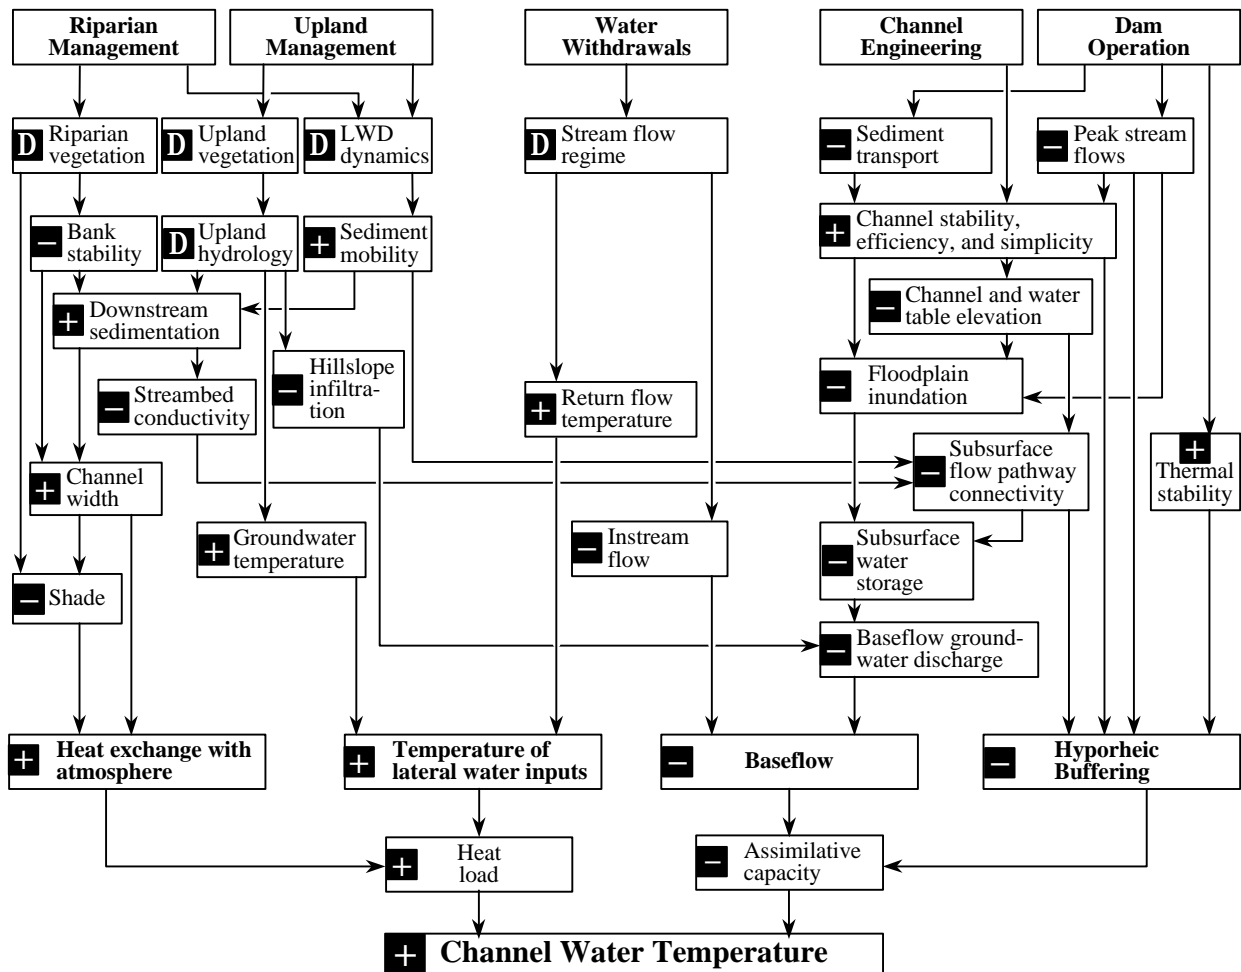 Riparian
Management
Upland
Management
Water
Withdrawals
Channel
Engineering
Dam
Operation
D Riparian
vegetation
D Upland
vegetation
D LWD
dynamics
D Stream flow
regime
− Sediment
transport
− Peak stream
flows
− Bank
stability
D Upland
hydrology
+ Sediment
mobility
+ Channel stability,
efficiency, and simplicity
+ Downstream
sedimentation
− Channel and water
table elevation
− Streambed
conductivity
− Hillslope
infiltra-
tion
+ Return flow
temperature
− Floodplain
inundation
+ Channel
width
− Subsurface
flow pathway
connectivity
+
Thermal
stability
+ Groundwater
temperature
− Instream
flow
− Subsurface
water
storage
− Shade
− Baseflow ground-
water discharge
+ Heat exchange with
atmosphere
+ Temperature of
lateral water inputs
− Baseflow
− Hyporheic
Buffering
+ Heat
load
− Assimilative
capacity
+ Channel Water Temperature